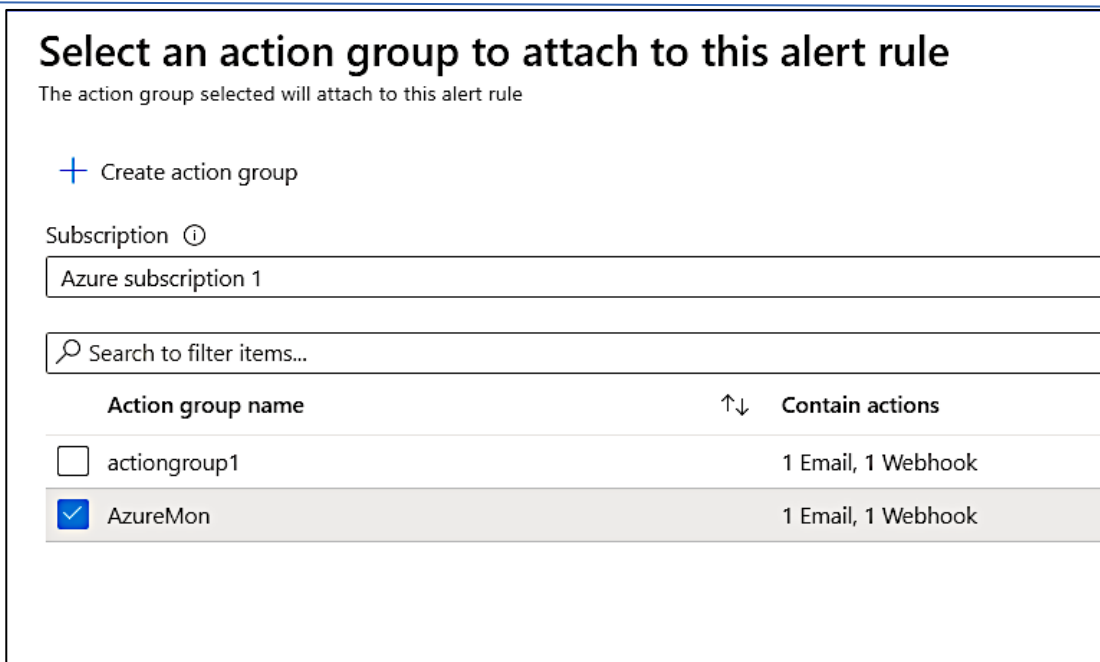 Select an action group to attach to this alert rule
The action group selected will attach to this alert rule
Create action group
Subscription
Azure subscription 1
Search to filter items...
Action group name Contain actions
actiongroup1 1 Email, 1 Webhook
AzureMon 1 Email, 1 Webhook